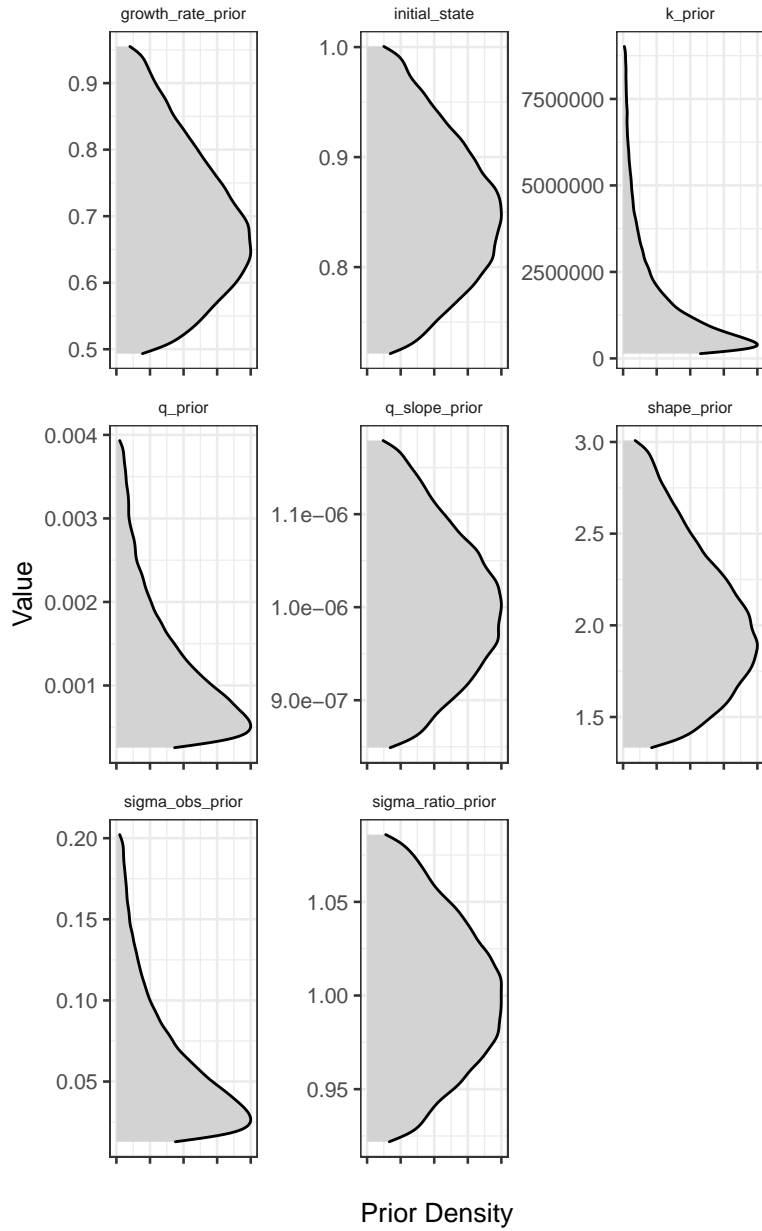 growth_rate_prior
initial_state
k_prior
0.9
0.8
0.7
0.6
0.5
1.0
0.9
0.8
7500000
5000000
2500000
0
q_prior
q_slope_prior
shape_prior
0.004
0.003
0.002
0.001
1.1e−06
1.0e−06
9.0e−07
3.0
2.5
2.0
1.5
Value
sigma_obs_prior
sigma_ratio_prior
0.20
0.15
0.10
0.05
1.05
1.00
0.95
Prior Density